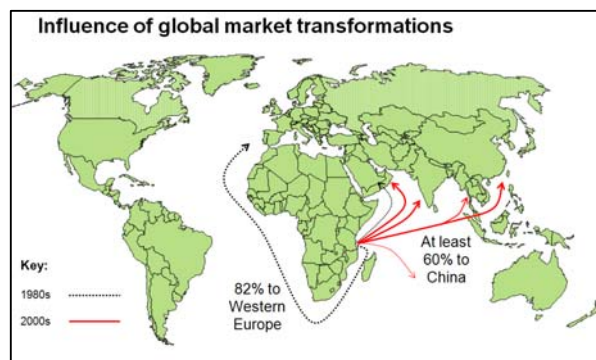 Influence of global market transformations
At least
60% to
China
82% to
Western
Europe
Key:
1980s
2000s